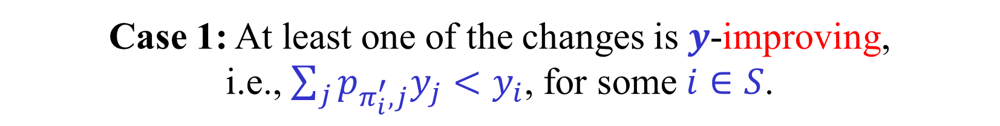 Case 1: At least one of the changes is y-improving,
i.e., ∑_j p_{π′_i,j} y_j < y_i, for some i ∈ S.